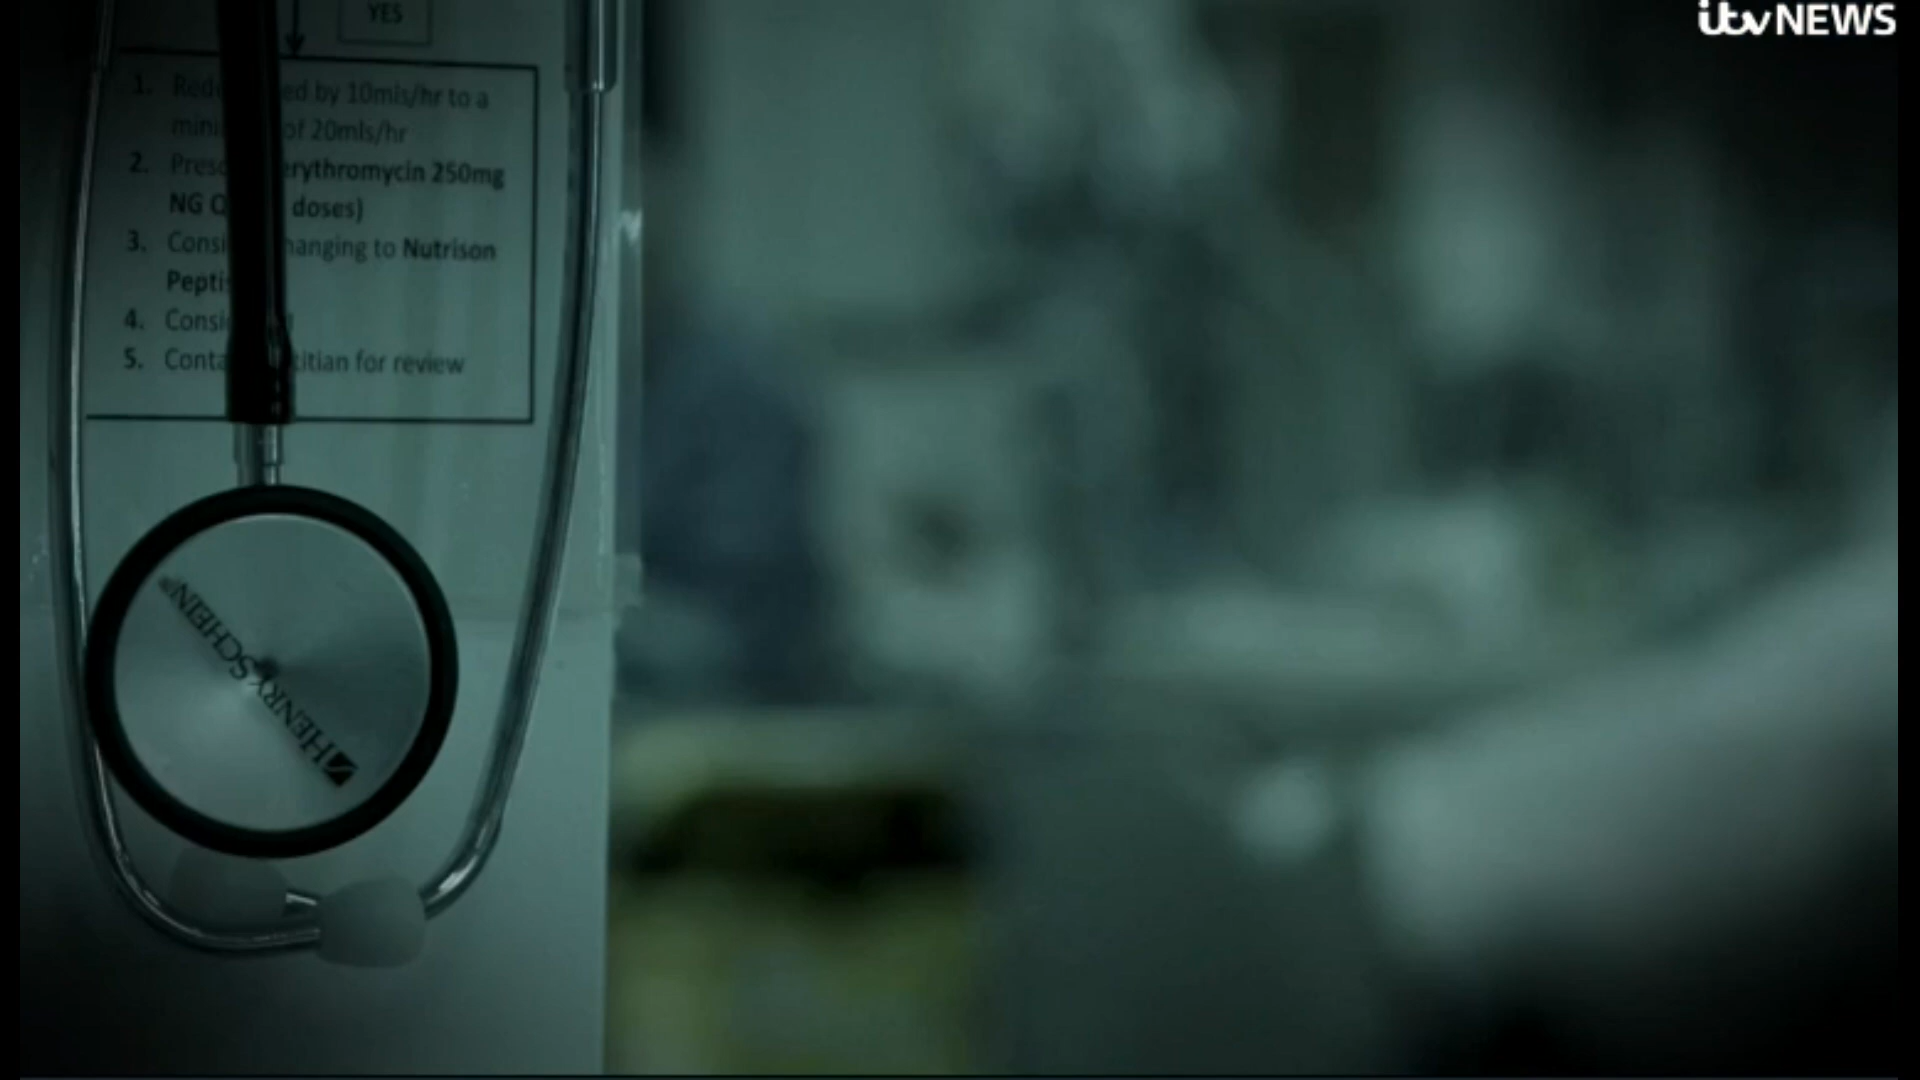 YES
itv NEWS
1. Red ed by 10mls/hr to a
mini of 20mls/hr
2. Presc erythromycin 250mg
NG Q doses)
3. Consi hanging to Nutrison
Pepti
4. Consi
5. Conta titian for review
HENRY SCHEIN®